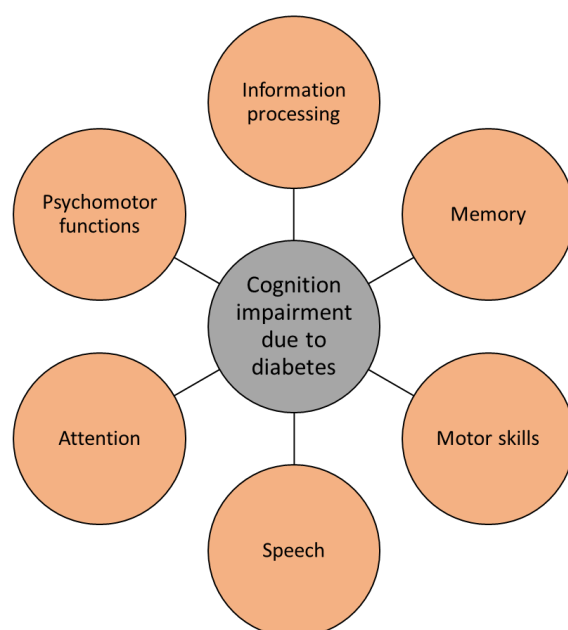 Information
processing
Psychomotor
functions
Memory
Cognition
impairment
due to
diabetes
Attention
Motor skills
Speech